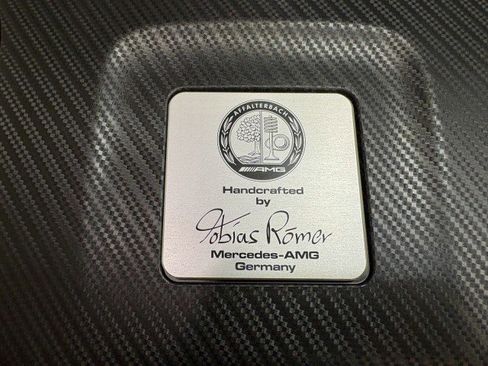 AFFALTERBACH
AMG
Handcrafted
by
Tobias Römer
Mercedes-AMG
Germany